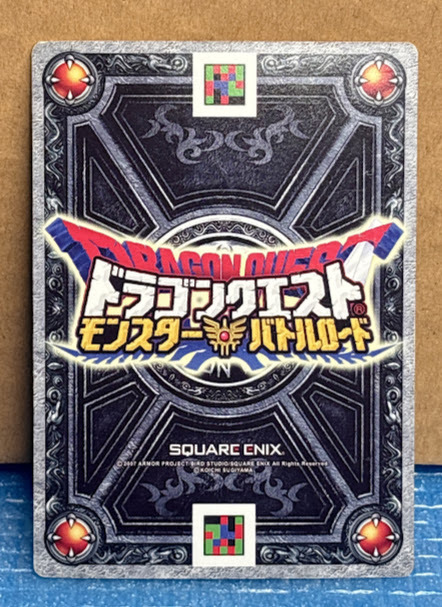 DRAGON QUEST
ドラゴンクエスト®
モンスターバトルロード
SQUARE ENIX®
© 2007 ARMOR PROJECT/BIRD STUDIO/SQUARE ENIX All Rights Reserved
© KOICHI SUGIYAMA